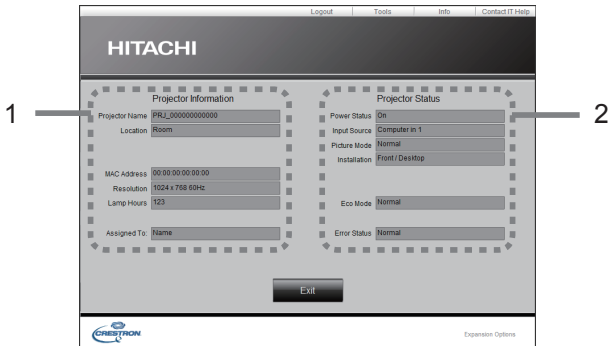 Logout Tools Info Contact IT Help
HITACHI
1
2
Projector Information
Projector Name PRJ_000000000000
Location Room
MAC Address 00:00:00:00:00:00
Resolution 1024 x 768 60Hz
Lamp Hours 123
Assigned To: Name
Projector Status
Power Status On
Input Source Computer in 1
Picture Mode Normal
Installation Front / Desktop
Eco Mode Normal
Error Status Normal
Exit
CRESTRON
Expansion Options